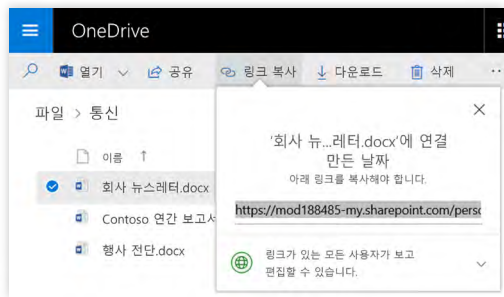 OneDrive
열기 공유 링크 복사 다운로드 삭제
파일 > 통신
이름 ↑
'회사 뉴...레터.docx'에 연결
만든 날짜
아래 링크를 복사해야 합니다.
회사 뉴스레터.docx
https://mod188485-my.sharepoint.com/perso
Contoso 연간 보고서
행사 전단.docx
링크가 있는 모든 사용자가 보고
편집할 수 있습니다.